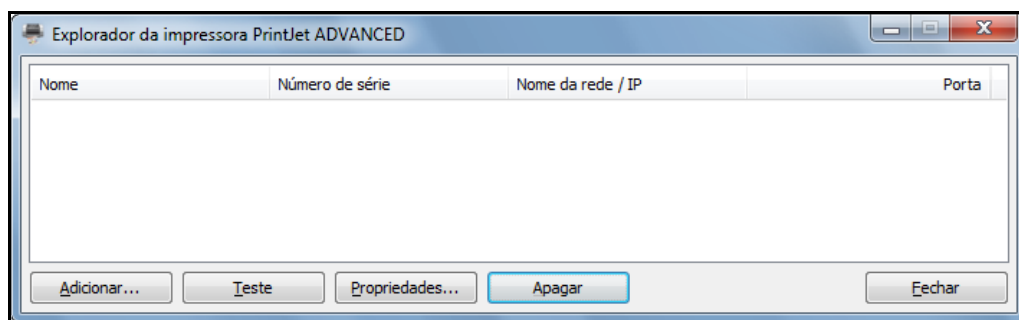 Explorador da impressora PrintJet ADVANCED
Nome Número de série Nome da rede / IP Porta
Adicionar... Teste Propriedades... Apagar Fechar